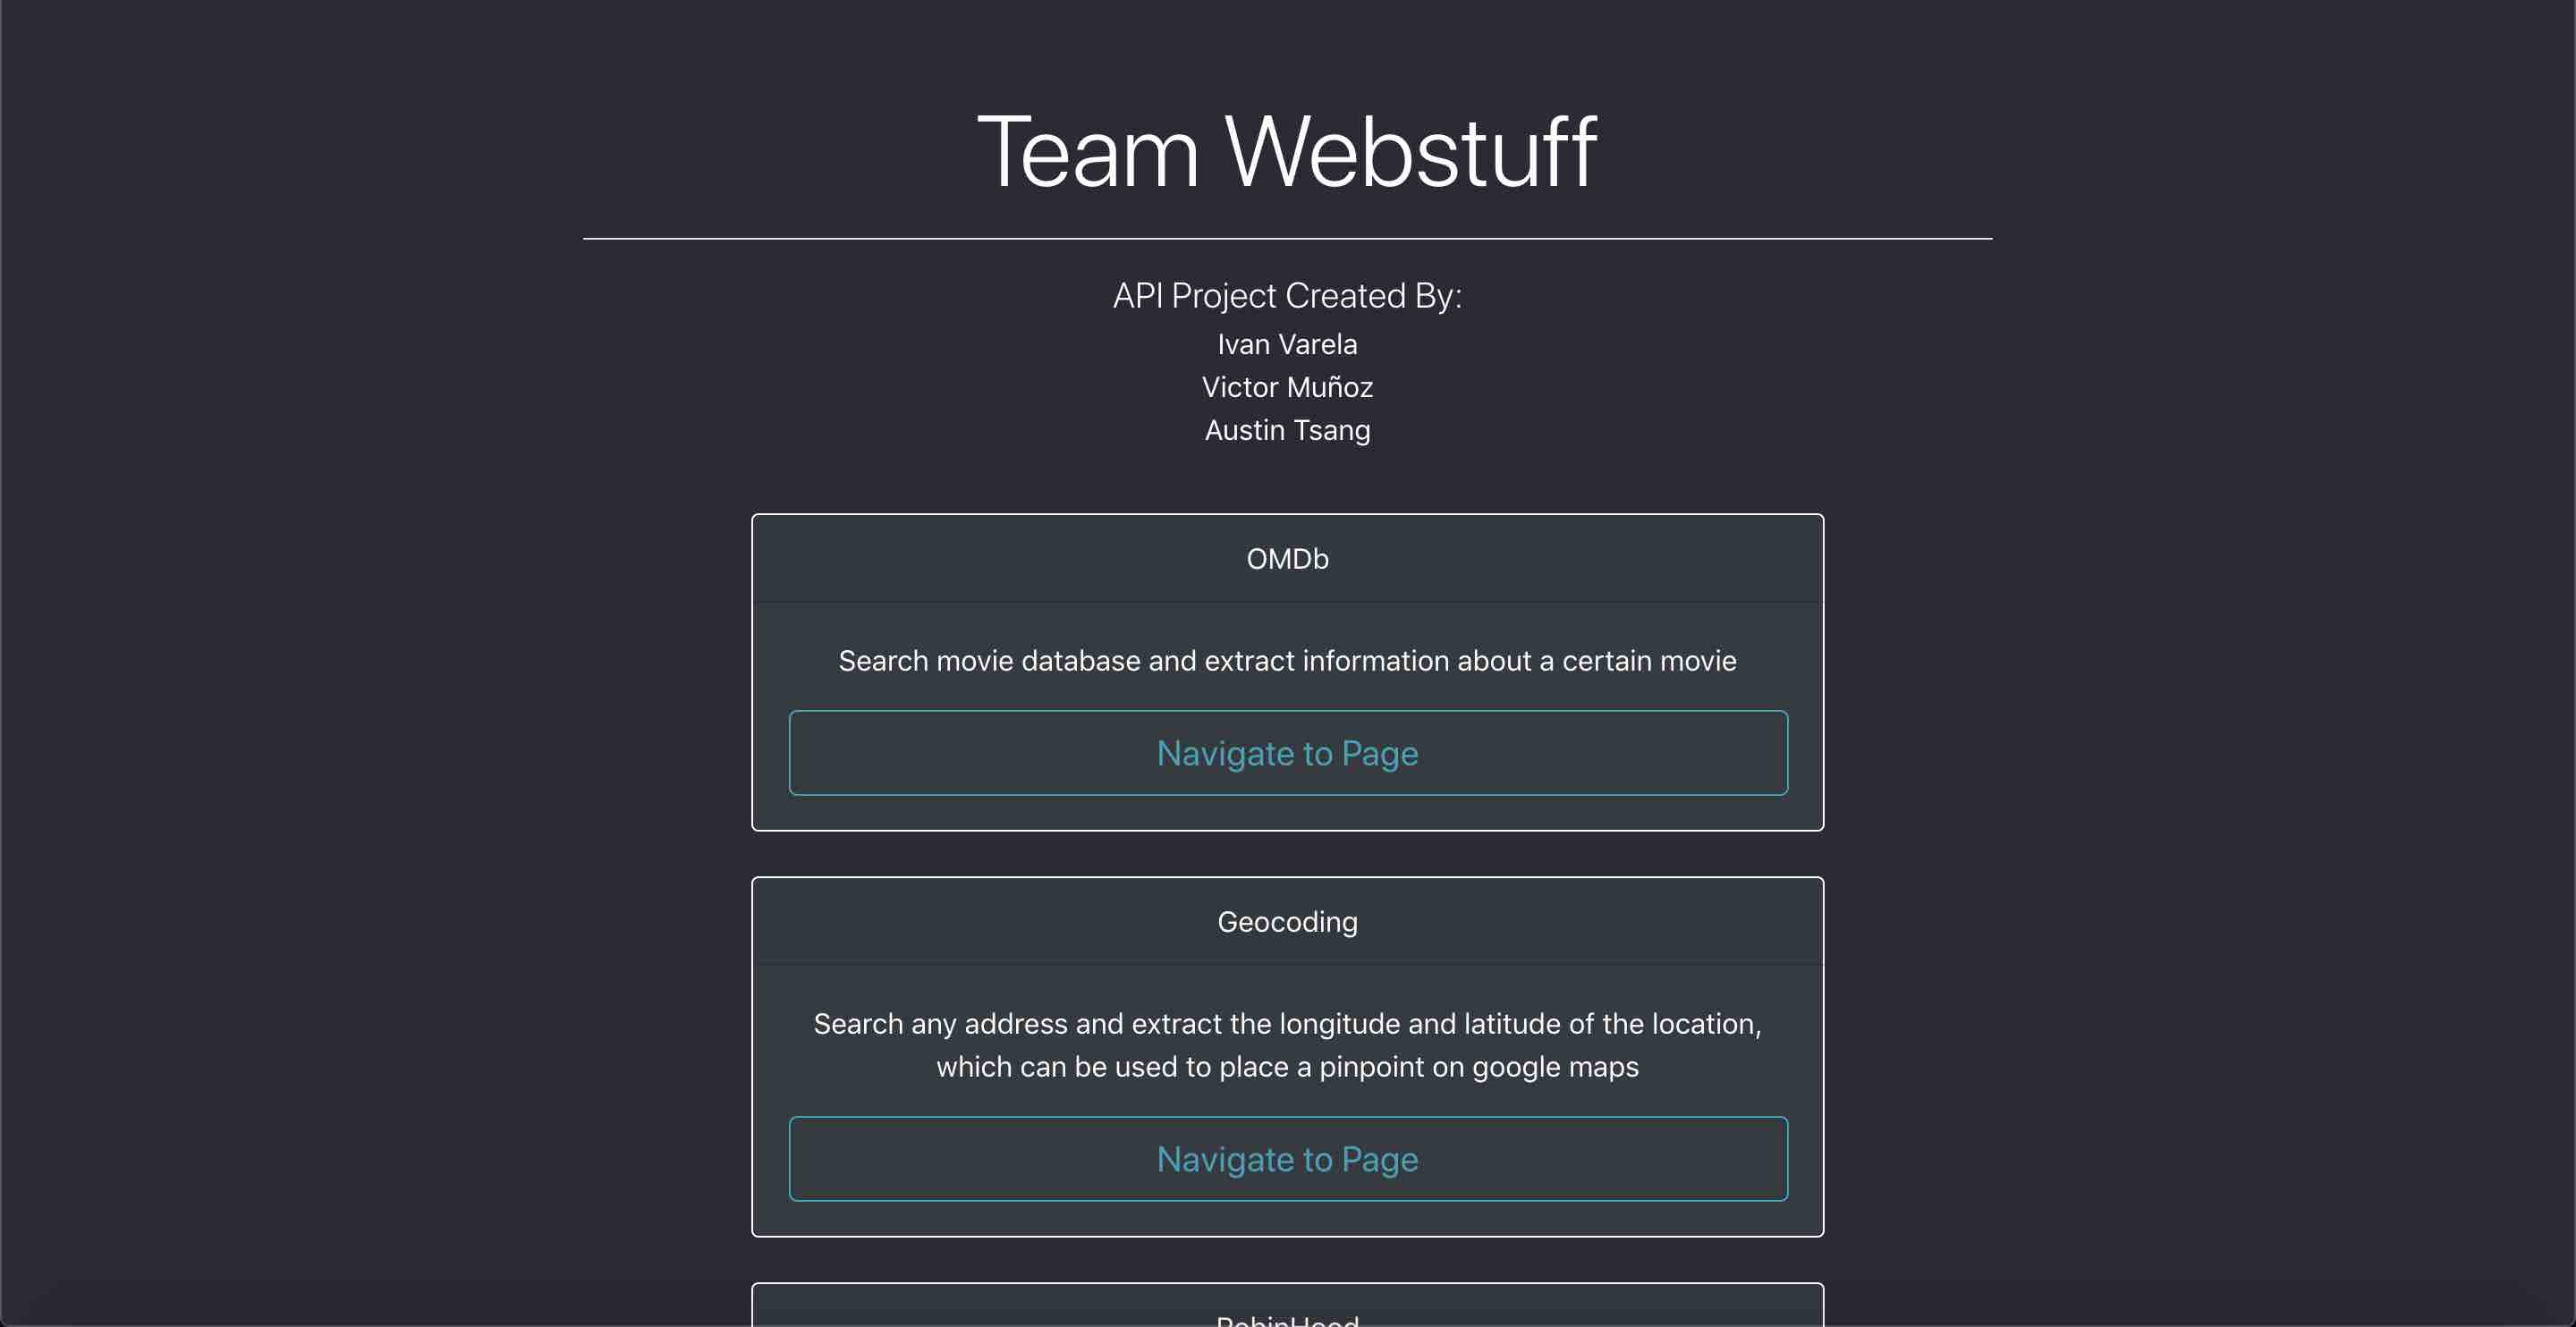 Team Webstuff
API Project Created By:
Ivan Varela
Victor Muñoz
Austin Tsang
OMDb
Search movie database and extract information about a certain movie
Navigate to Page
Geocoding
Search any address and extract the longitude and latitude of the location,
which can be used to place a pinpoint on google maps
Navigate to Page
RobinHood